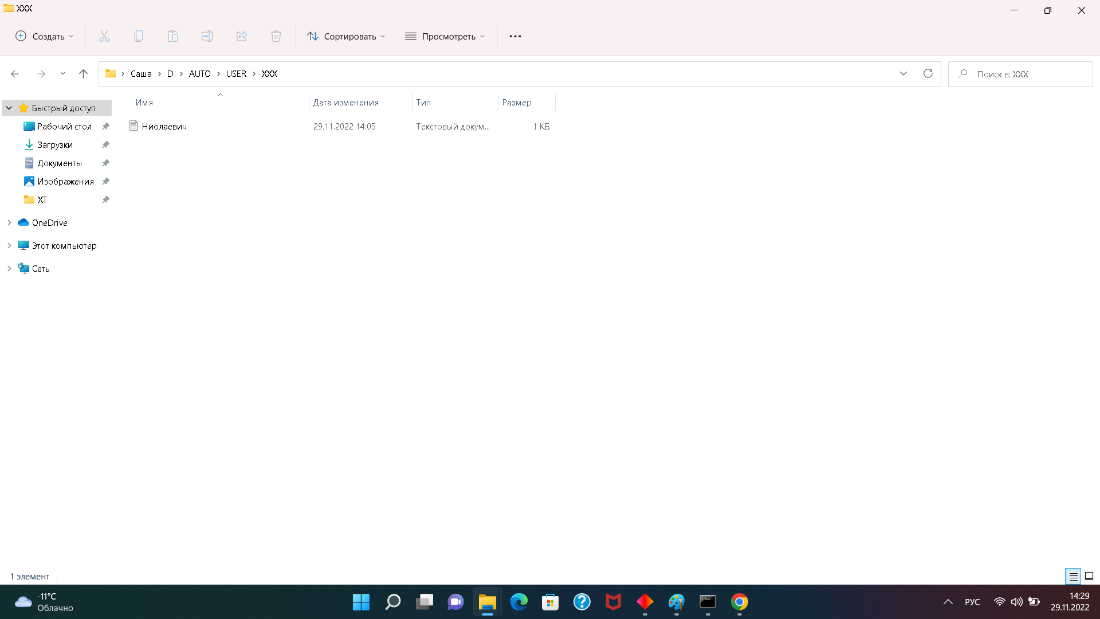 XXX
Создать
Сортировать
Просмотреть
Саша > D > AUTO > USER > XXX
Поиск в: XXX
Быстрый доступ
Рабочий стол
Загрузки
Документы
Изображения
XT
OneDrive
Этот компьютер
Сать
Имя Дата изменения Тип Размер
Ниолаевич 29.11.2022 14:05 Текстовый докум... 1 КБ
1 элемент
-11°C
Облачно
РУС
14:29
29.11.2022